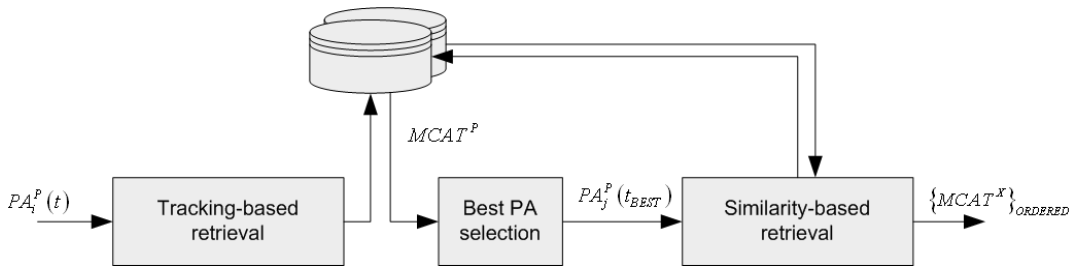 MCAT^P
PA_i^P(t)
Tracking-based
retrieval
Best PA
selection
PA_j^P(t_BEST)
Similarity-based
retrieval
{MCAT^X}_ORDERED